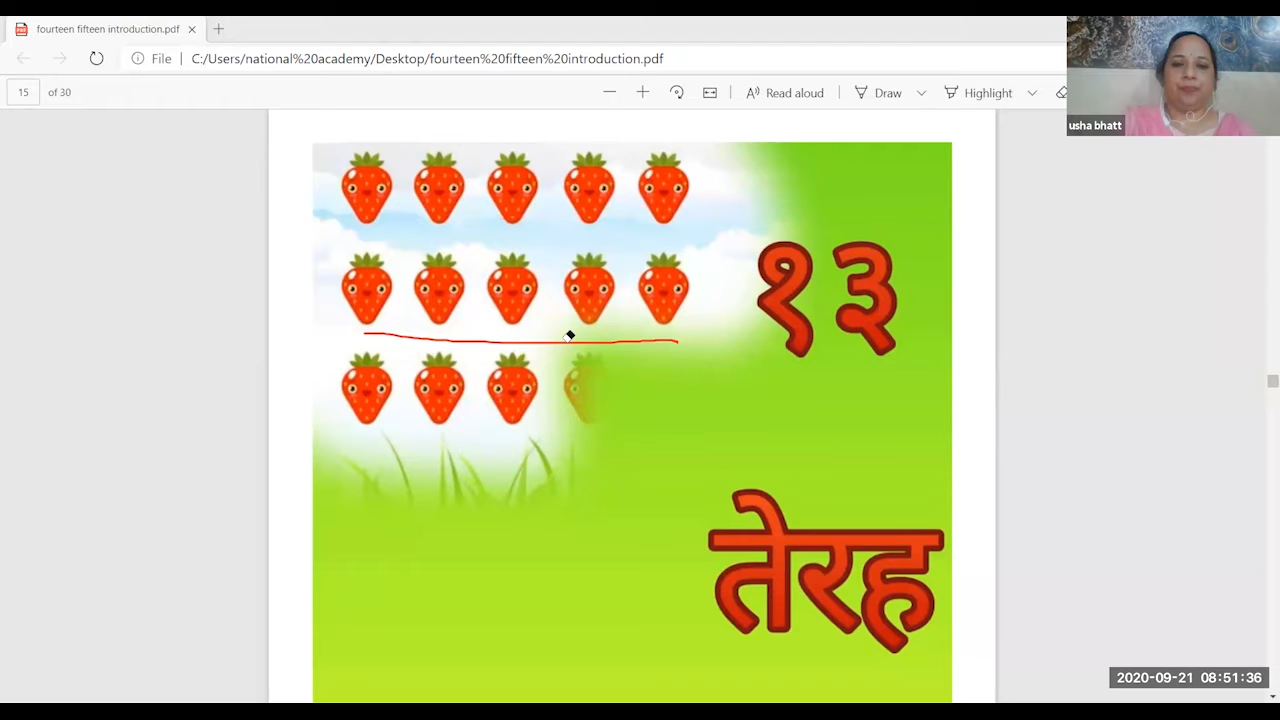 fourteen fifteen introduction.pdf
File | C:/Users/national%20academy/Desktop/fourteen%20fifteen%20introduction.pdf
15 of 30
Read aloud
Draw
Highlight
usha bhatt
१३
तेरह
2020-09-21 08:51:36